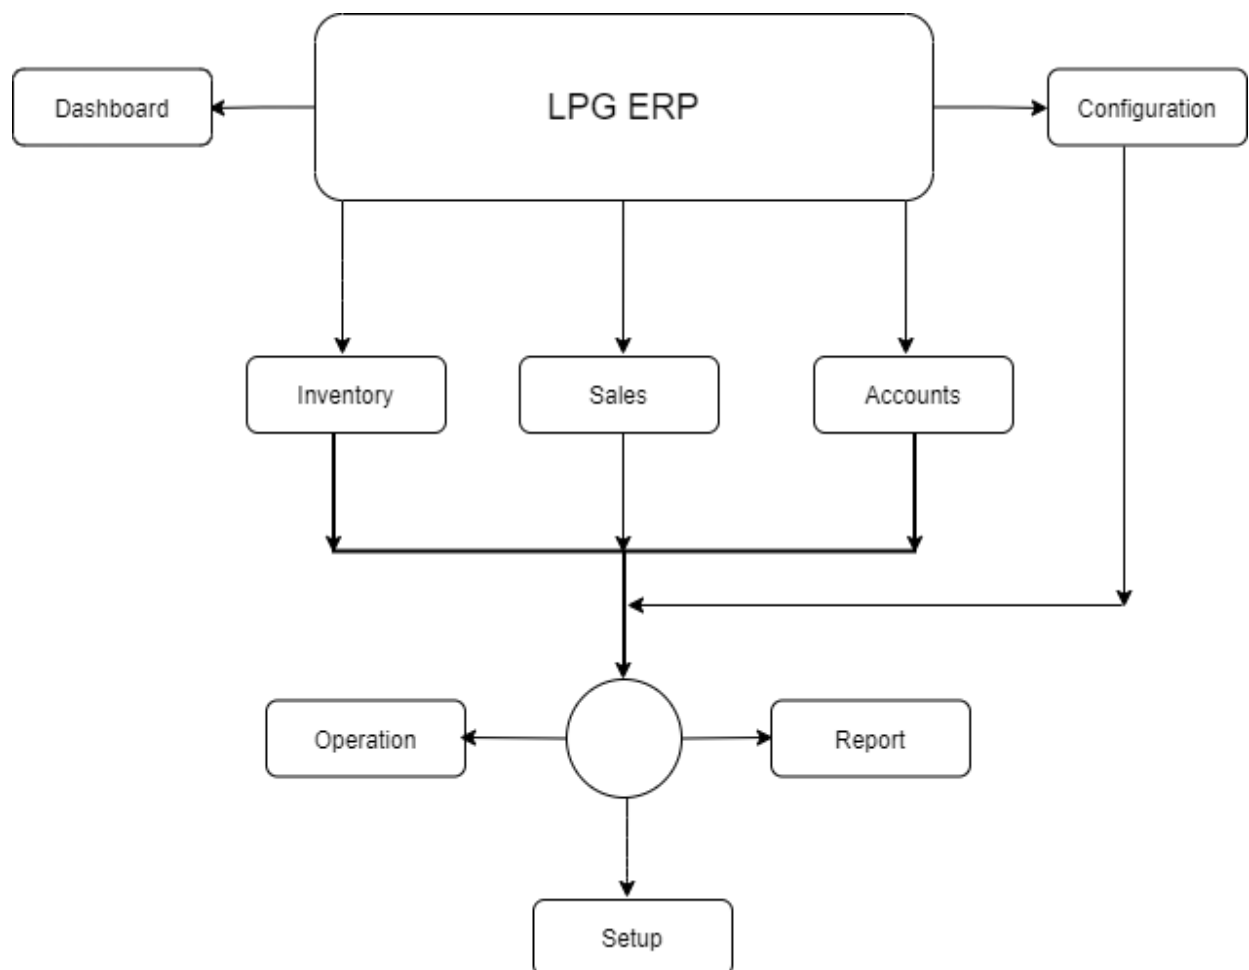 LPG ERP
Dashboard
Configuration
Inventory
Sales
Accounts
Operation
Report
Setup